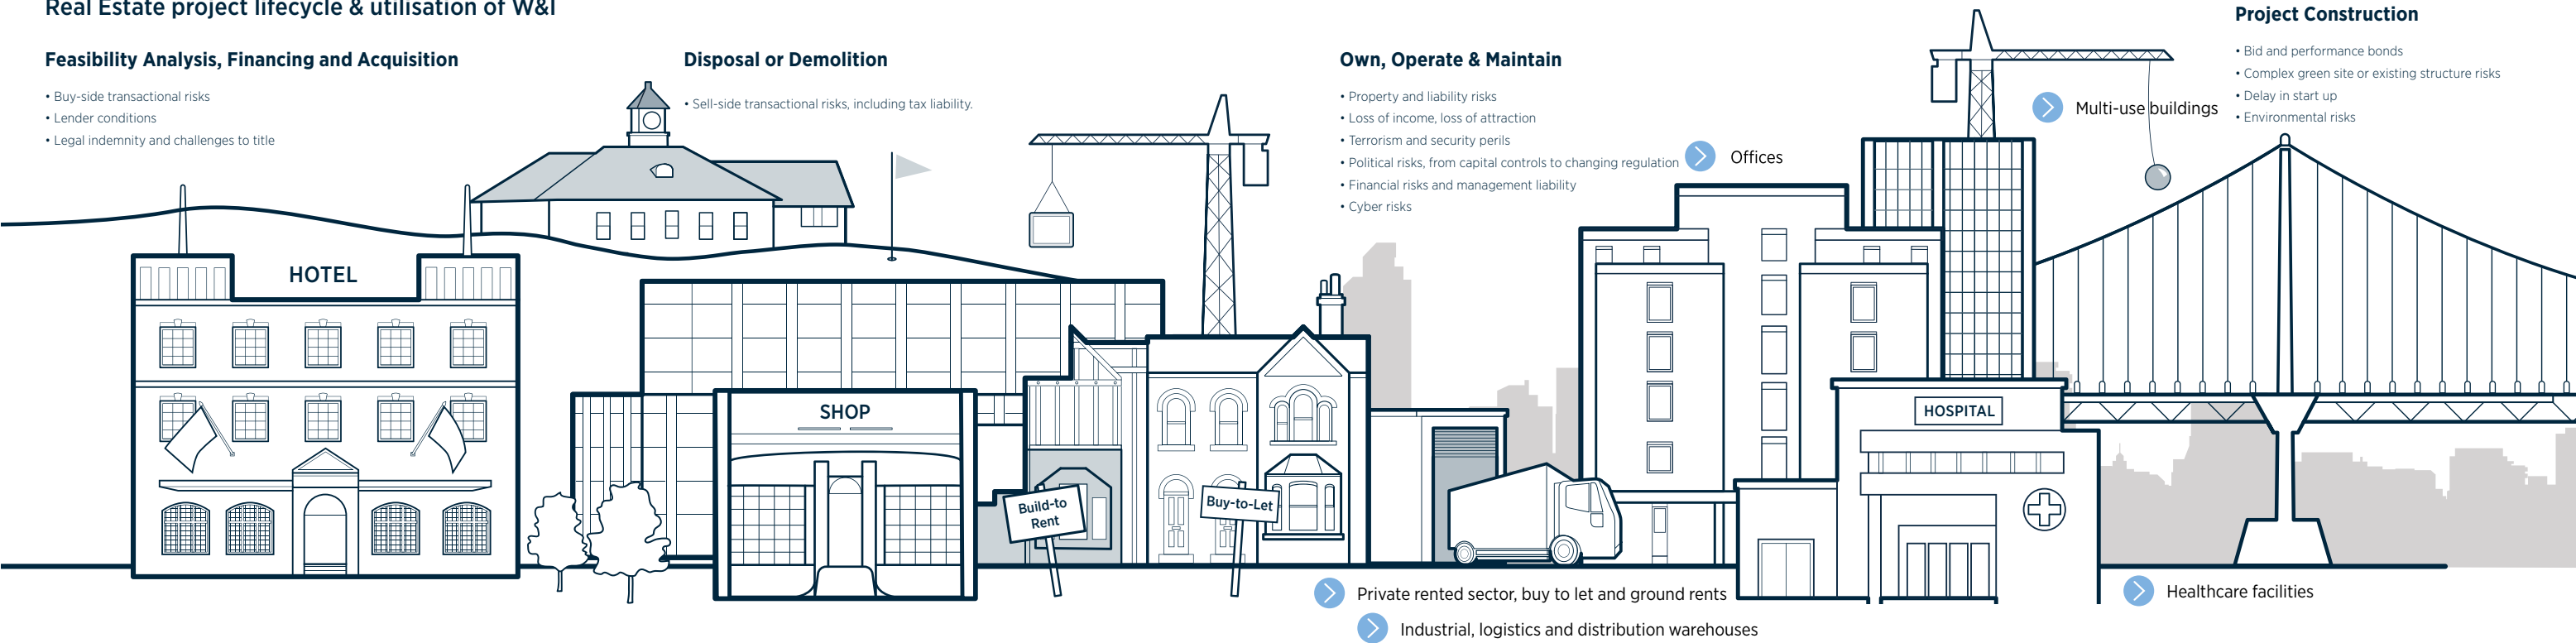 Real Estate project lifecycle & utilisation of W&I
Feasibility Analysis, Financing and Acquisition
• Buy-side transactional risks
• Lender conditions
• Legal indemnity and challenges to title
Disposal or Demolition
• Sell-side transactional risks, including tax liability.
Own, Operate & Maintain
• Property and liability risks
• Loss of income, loss of attraction
• Terrorism and security perils
• Political risks, from capital controls to changing regulation
• Financial risks and management liability
• Cyber risks
Offices
Multi-use buildings
Project Construction
• Bid and performance bonds
• Complex green site or existing structure risks
• Delay in start up
• Environmental risks
HOTEL
SHOP
Build-to
Rent
Buy-to-Let
HOSPITAL
Private rented sector, buy to let and ground rents
Industrial, logistics and distribution warehouses
Healthcare facilities